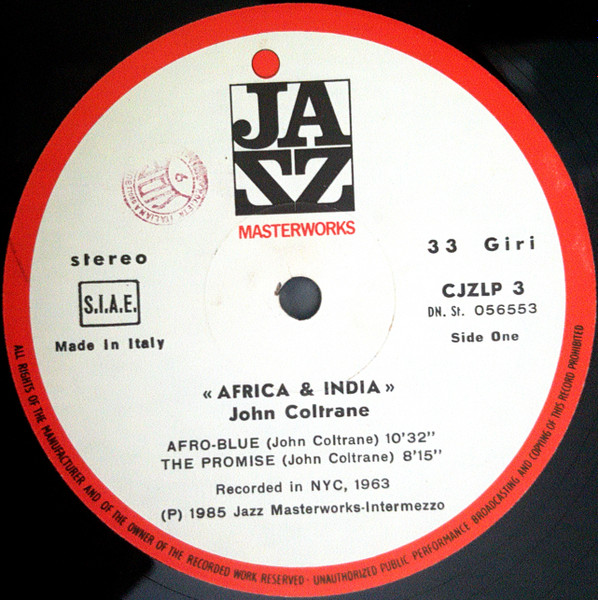 JAZZ
MASTERWORKS
stereo
S.I.A.E.
Made in Italy
33 Giri
CJZLP 3
DN. St. 056553
Side One
« AFRICA & INDIA »
John Coltrane
AFRO-BLUE (John Coltrane) 10'32"
THE PROMISE (John Coltrane) 8'15"
Recorded in NYC, 1963
(P) 1985 Jazz Masterworks-Intermezzo
ALL RIGHTS OF THE MANUFACTURER AND OF THE OWNER OF THE RECORDED WORK RESERVED - UNAUTHORIZED PUBLIC PERFORMANCE BROADCASTING AND COPYING OF THIS RECORD PROHIBITED